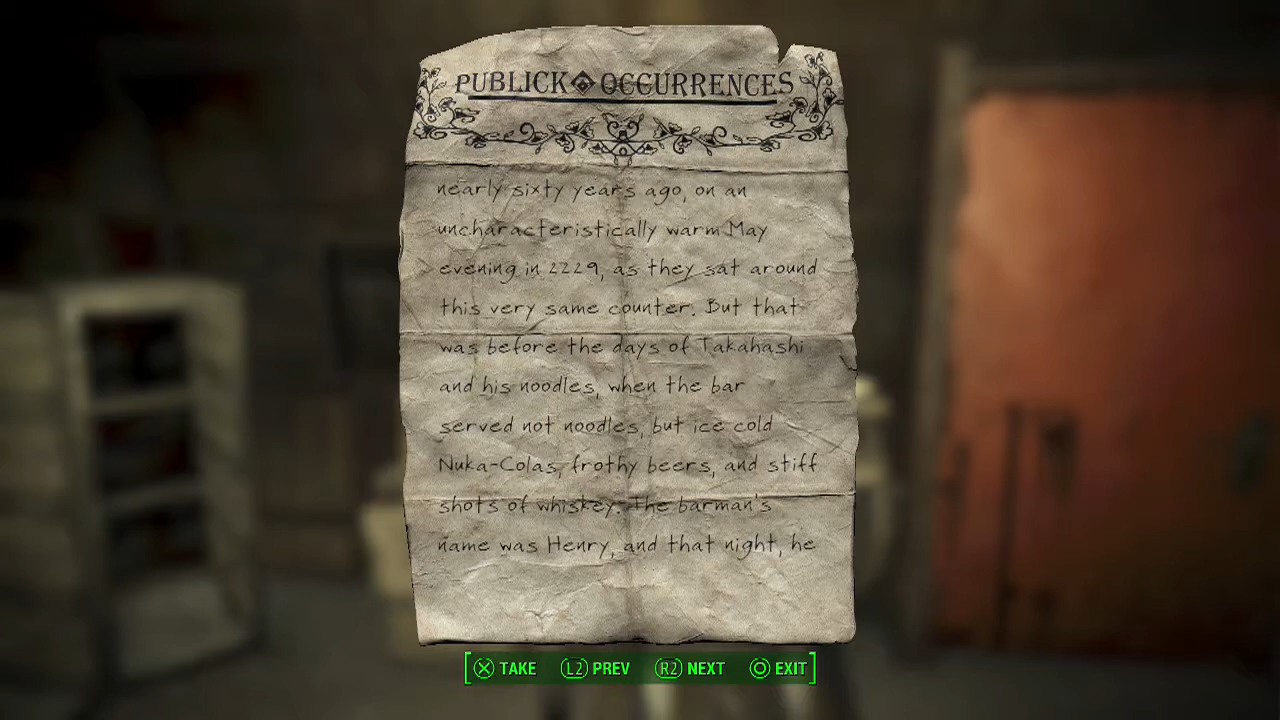 PUBLICK OCCURRENCES
nearly sixty years ago, on an
uncharacteristically warm May
evening in 2229, as they sat around
this very same counter. But that
was before the days of Takahashi
and his noodles, when the bar
served not noodles, but ice cold
Nuka-Colas, frothy beers, and stiff
shots of whiskey. The barman's
name was Henry, and that night, he
[Ⓧ TAKE L2 PREV R2 NEXT O EXIT]